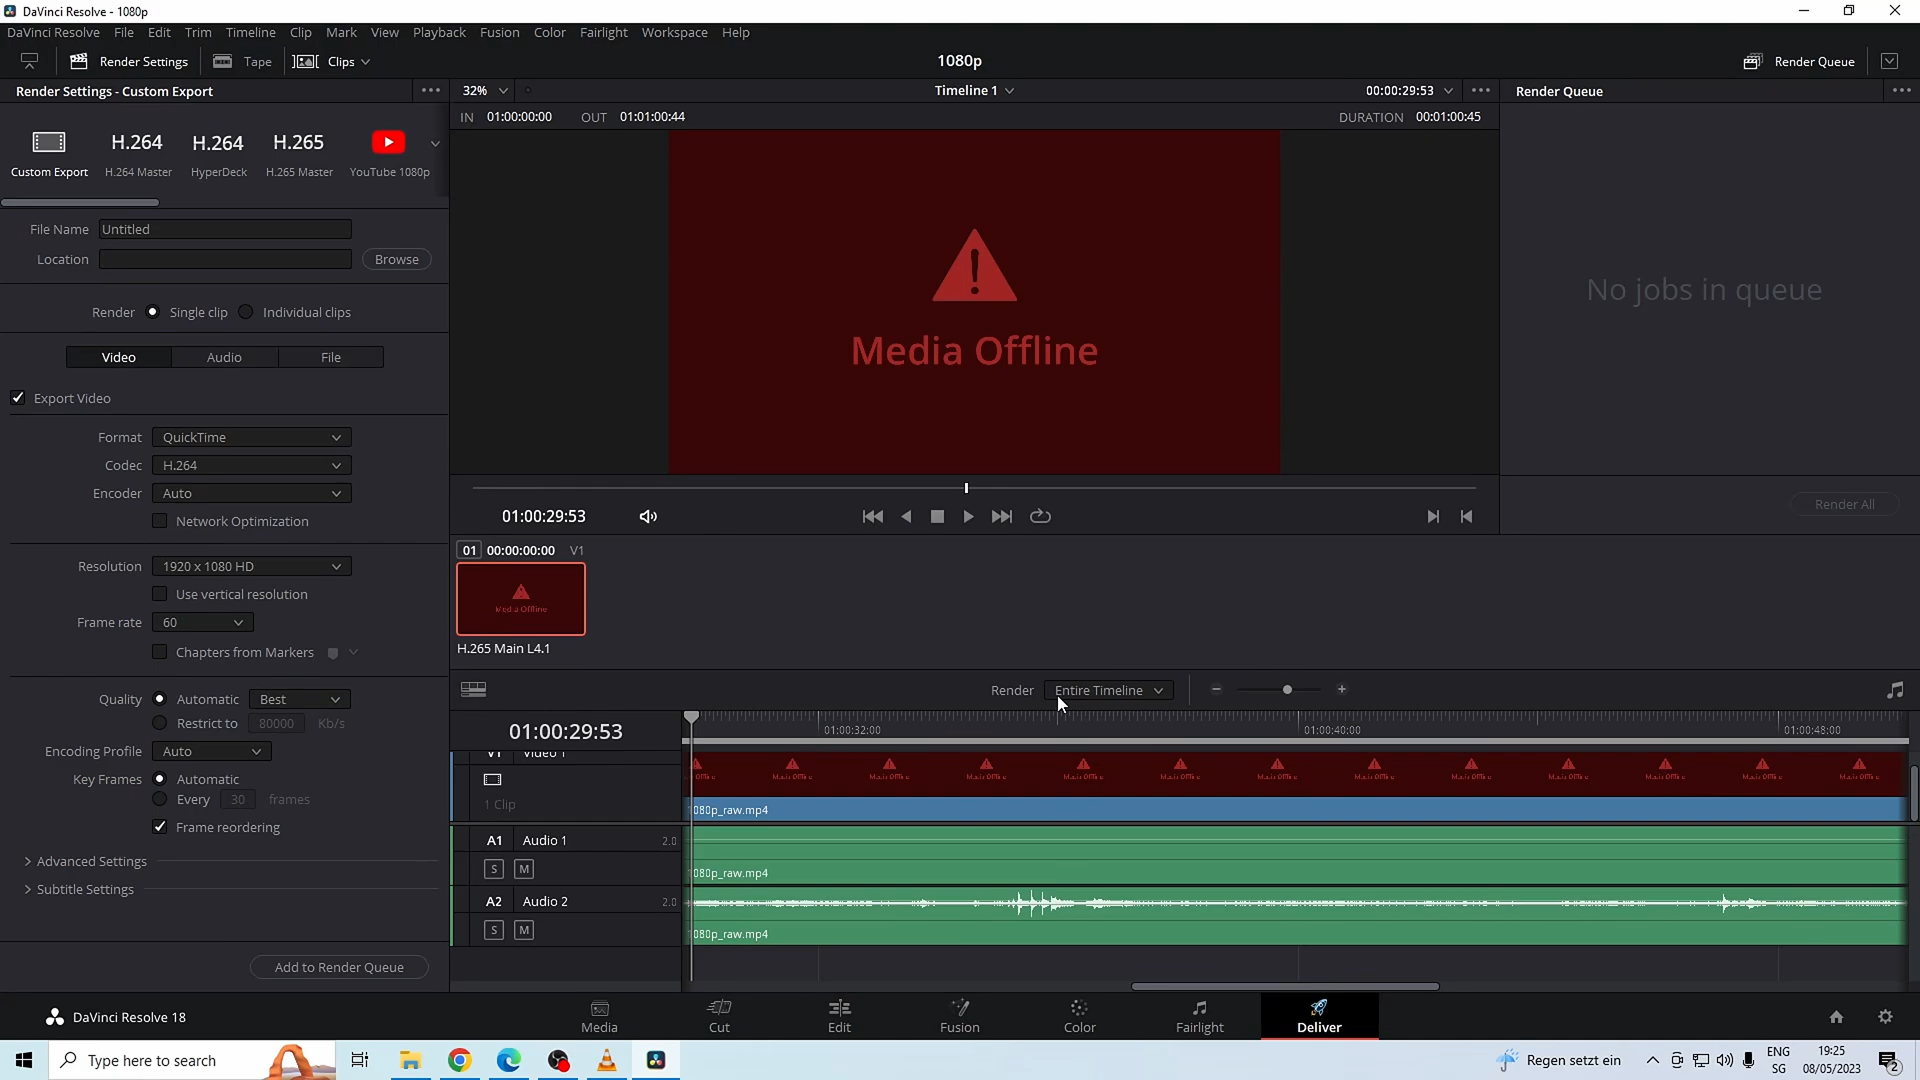 DaVinci Resolve - 1080p
DaVinci Resolve File Edit Trim Timeline Clip Mark View Playback Fusion Color Fairlight Workspace Help
Render Settings Tape Clips 1080p Render Queue
Render Settings - Custom Export
32% Timeline 1 00:00:29:53
Render Queue
IN 01:00:00:00 OUT 01:01:00:44 DURATION 00:01:00:45
H.264 H.264 H.265
Custom Export H.264 Master HyperDeck H.265 Master YouTube 1080p
File Name Untitled
Location Browse
Render Single clip Individual clips
Video Audio File
Export Video
Format QuickTime
Codec H.264
Encoder Auto
Network Optimization
Resolution 1920 x 1080 HD
Use vertical resolution
Frame rate 60
Chapters from Markers
Quality Automatic Best
Restrict to 80000 Kb/s
Encoding Profile Auto
Key Frames Automatic
Every 30 frames
Frame reordering
Advanced Settings
Subtitle Settings
Add to Render Queue
Media Offline
01:00:29:53
01 00:00:00:00 V1
Media Offline
H.265 Main L4.1
No jobs in queue
Render All
Render Entire Timeline
01:00:29:53
01:00:32:00 01:00:40:00 01:00:48:00
V1 Video 1
1 Clip
1080p_raw.mp4
A1 Audio 1 2.0
S M
1080p_raw.mp4
A2 Audio 2 2.0
S M
1080p_raw.mp4
DaVinci Resolve 18
Media Cut Edit Fusion Color Fairlight Deliver
Type here to search
Regen setzt ein
ENG
SG
19:25
08/05/2023
2